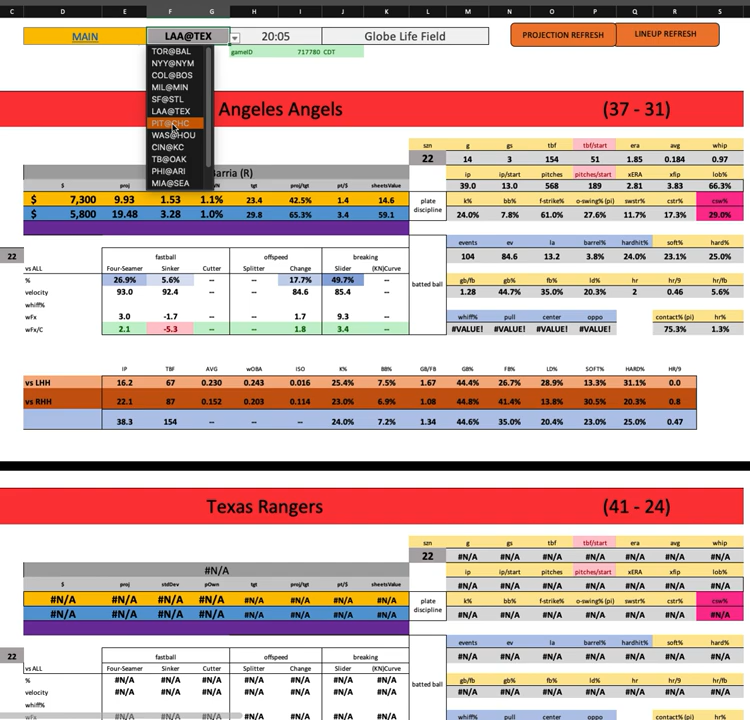 C D E F G H I J K L M N O P Q R S
MAIN LAA@TEX 20:05 Globe Life Field PROJECTION REFRESH LINEUP REFRESH
gameID 717780 CDT
TOR@BAL
NYY@NYM
COL@BOS
MIL@MIN
SF@STL
LAA@TEX
PIT@CHC
WAS@HOU
CIN@KC
TB@OAK
PHI@ARI
MIA@SEA
Angeles Angels (37 - 31)
szn g gs tbf tbf/start era avg whip
22 14 3 154 51 1.85 0.184 0.97
Barria (R) ip ip/start pitches pitches/start xERA xfip lob%
$ proj tgt proj/tgt pt/$ sheetsValue 39.0 13.0 568 189 2.81 3.83 66.3%
$ 7,300 9.93 1.53 1.1% 23.4 42.5% 1.4 14.6 plate discipline k% bb% f-strike% o-swing% (pi) swstr% cstr% csw%
$ 5,800 19.48 3.28 1.0% 29.8 65.3% 3.4 59.1 24.0% 7.8% 61.0% 27.6% 11.7% 17.3% 29.0%
events ev la barrel% hardhit% soft% hard%
22 fastball offspeed breaking 104 84.6 13.2 3.8% 24.0% 23.1% 25.0%
vs ALL Four-Seamer Sinker Cutter Splitter Change Slider (KN)Curve
% 26.9% 5.6% -- -- 17.7% 49.7% -- batted ball gb/fb gb% fb% ld% hr hr/9 hr/fb
velocity 93.0 92.4 -- -- 84.6 85.4 -- 1.28 44.7% 35.0% 20.3% 2 0.46 5.6%
whiff%
wFx 3.0 -1.7 -- -- 1.7 9.3 -- whiff% pull center oppo contact% (pi) hr%
wFx/C 2.1 -5.3 -- -- 1.8 3.4 -- #VALUE! #VALUE! #VALUE! #VALUE! 75.3% 1.3%
IP TBF AVG wOBA ISO K% BB% GB/FB GB% FB% LD% SOFT% HARD% HR/9
vs LHH 16.2 67 0.230 0.243 0.016 25.4% 7.5% 1.67 44.4% 26.7% 28.9% 13.3% 31.1% 0.0
vs RHH 22.1 87 0.152 0.203 0.114 23.0% 6.9% 1.08 44.8% 41.4% 13.8% 30.5% 20.3% 0.8
38.3 154 -- -- -- 24.0% 7.2% 1.34 44.6% 35.0% 20.4% 23.0% 25.0% 0.47
Texas Rangers (41 - 24)
szn g gs tbf tbf/start era avg whip
22 #N/A #N/A #N/A #N/A #N/A #N/A #N/A
#N/A ip ip/start pitches pitches/start xERA xfip lob%
$ proj stdDev pOwn tgt proj/tgt pt/$ sheetsValue #N/A #N/A #N/A #N/A #N/A #N/A #N/A
#N/A #N/A #N/A #N/A #N/A #N/A #N/A #N/A plate discipline k% bb% f-strike% o-swing% (pi) swstr% cstr% csw%
#N/A #N/A #N/A #N/A #N/A #N/A #N/A #N/A #N/A #N/A #N/A #N/A #N/A #N/A #N/A
events ev la barrel% hardhit% soft% hard%
22 fastball offspeed breaking #N/A #N/A #N/A #N/A #N/A #N/A #N/A
vs ALL Four-Seamer Sinker Cutter Splitter Change Slider (KN)Curve
% #N/A #N/A #N/A #N/A #N/A #N/A #N/A batted ball gb/fb gb% fb% ld% hr hr/9 hr/fb
velocity #N/A #N/A #N/A #N/A #N/A #N/A #N/A #N/A #N/A #N/A #N/A #N/A #N/A #N/A
whiff%
wFx #N/A #N/A #N/A #N/A #N/A #N/A #N/A whiff% pull center oppo contact% (pi) hr%